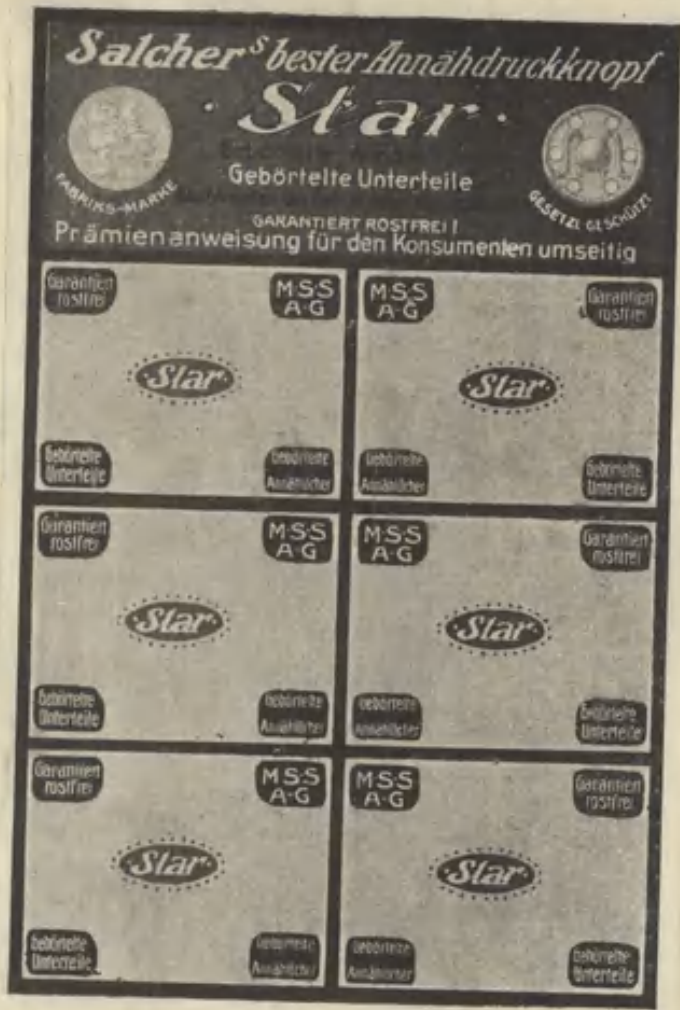 Salcher's bester Annähdruckknopf
· Star ·
FABRIKS-MARKE
Gebörtelte Unterteile
GESETZL. GESCHÜTZT
GARANTIERT ROSTFREI!
Prämienanweisung für den Konsumenten umseitig
Garantiert
rostfrei
M·S·S
A·G
·Star·
Gebörtelte
Unterteile
Gebörtelte
Annählöcher
M·S·S
A·G
Garantiert
rostfrei
·Star·
Gebörtelte
Annählöcher
Gebörtelte
Unterteile
Garantiert
rostfrei
M·S·S
A·G
·Star·
Gebörtelte
Unterteile
Gebörtelte
Annählöcher
M·S·S
A·G
Garantiert
rostfrei
·Star·
Gebörtelte
Annählöcher
Gebörtelte
Unterteile
Garantiert
rostfrei
M·S·S
A·G
·Star·
Gebörtelte
Unterteile
Gebörtelte
Annählöcher
M·S·S
A·G
Garantiert
rostfrei
·Star·
Gebörtelte
Annählöcher
Gebörtelte
Unterteile